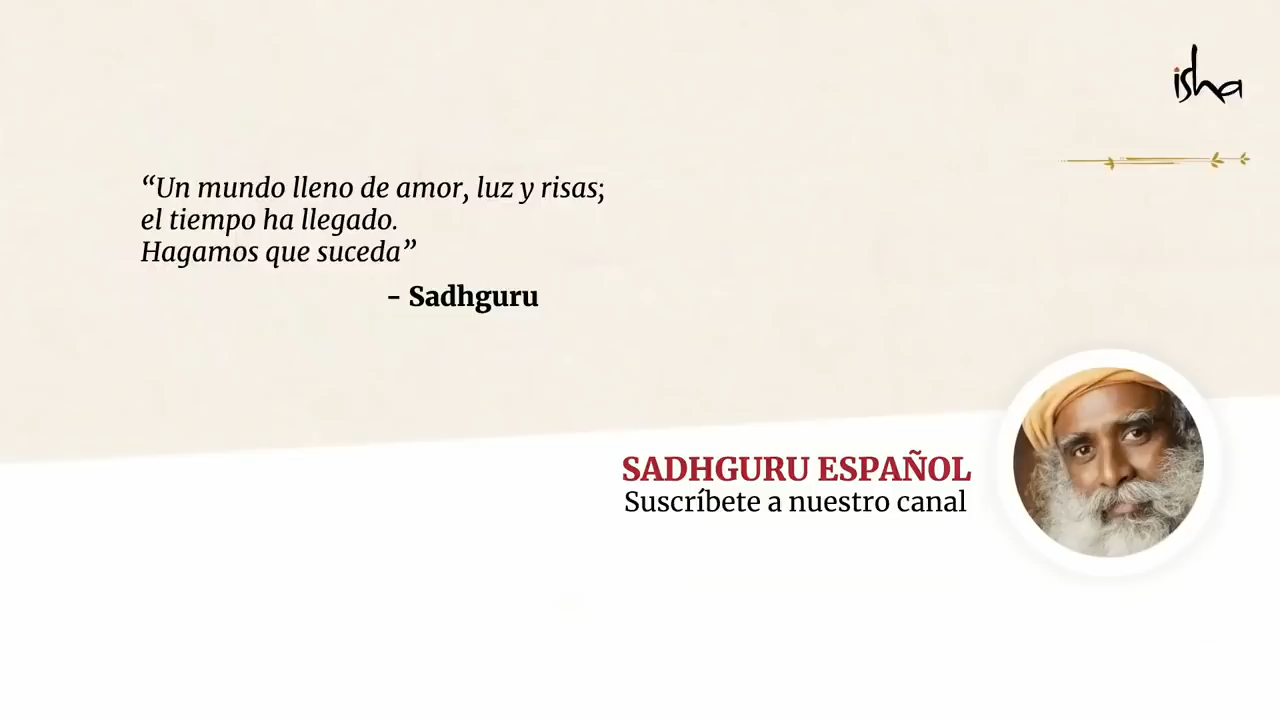 isha
“Un mundo lleno de amor, luz y risas;
el tiempo ha llegado.
Hagamos que suceda”
- Sadhguru
SADHGURU ESPAÑOL
Suscríbete a nuestro canal